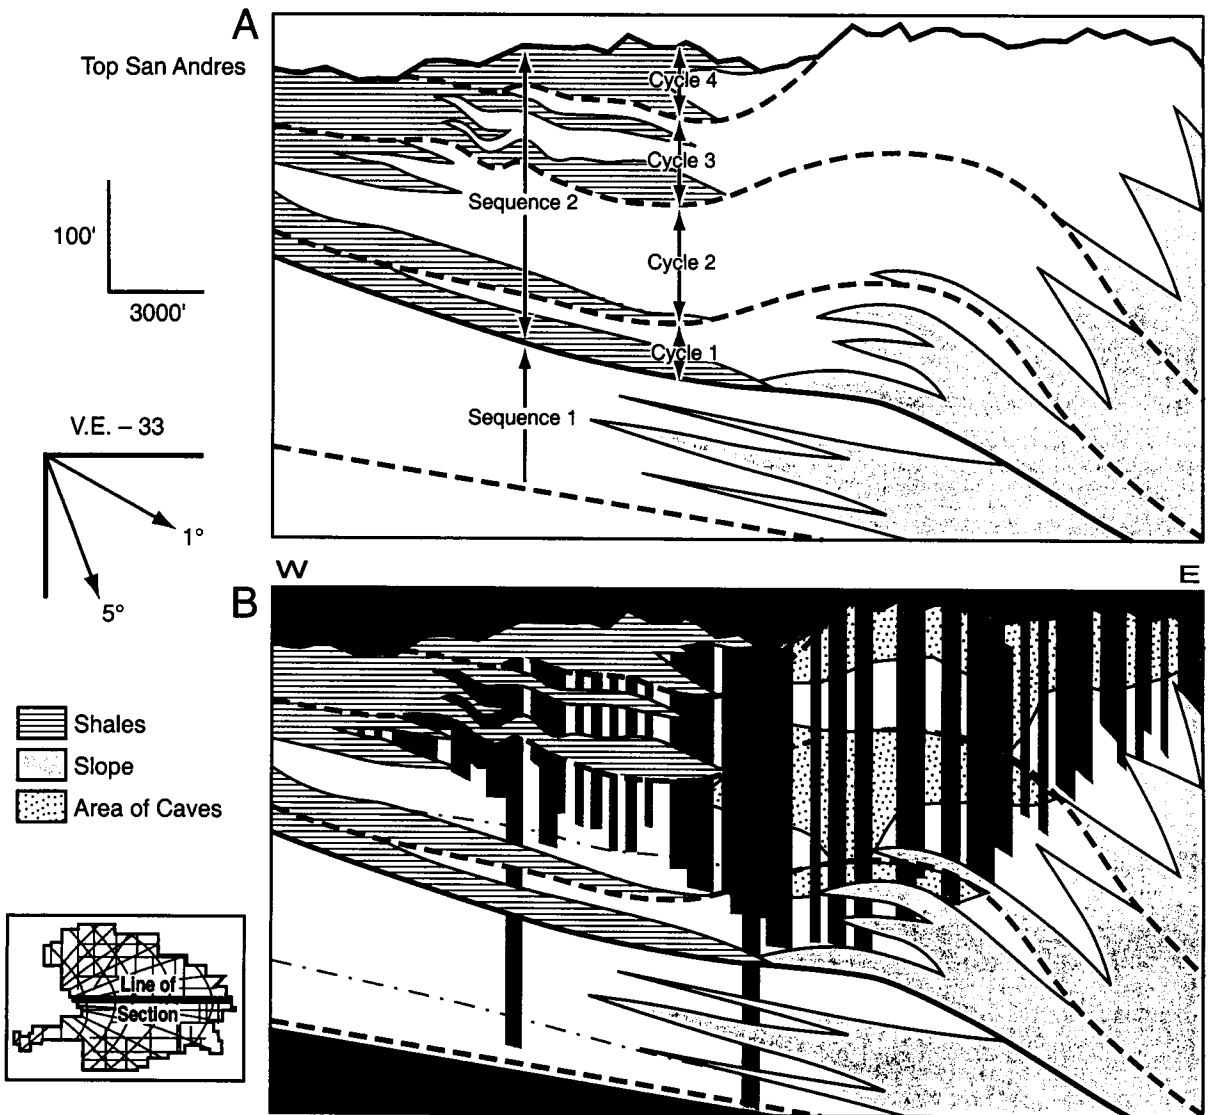 A
Top San Andres
Cycle 4
Cycle 3
Sequence 2
100'
Cycle 2
3000'
Cycle 1
Sequence 1
V.E. – 33
1°
5°
W
E
B
Shales
Slope
Area of Caves
Line of
Section